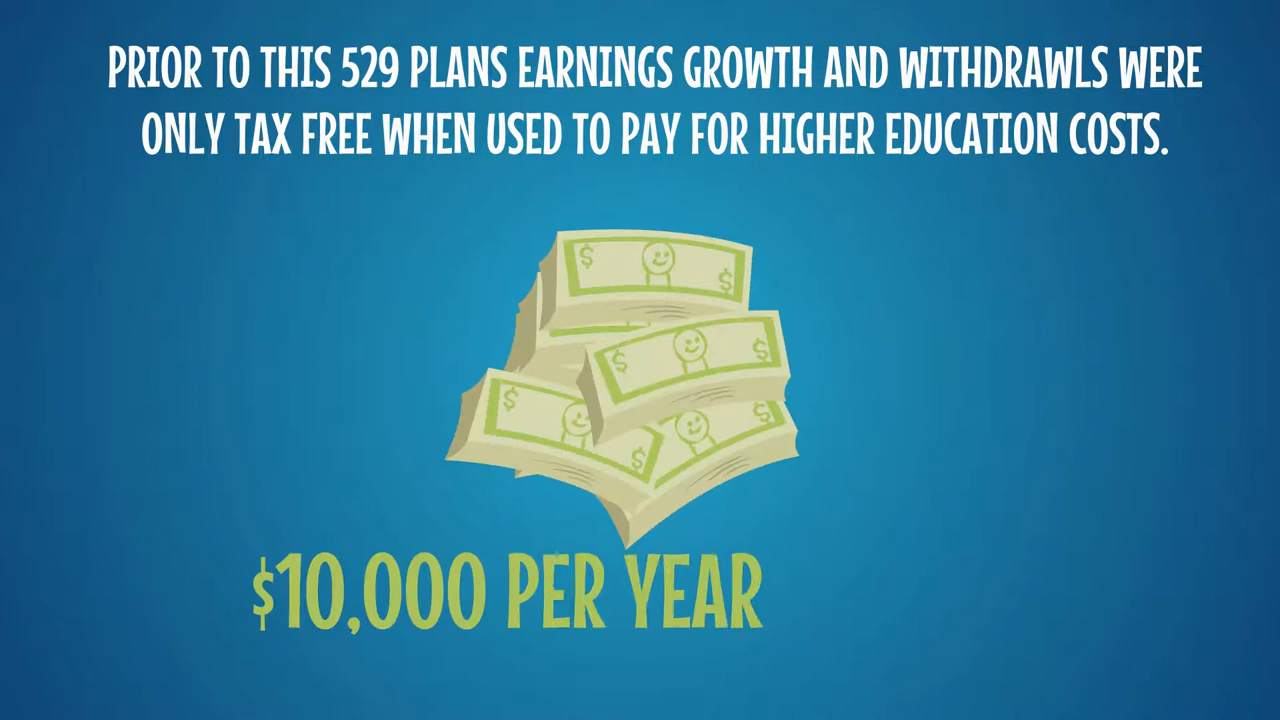 PRIOR TO THIS 529 PLANS EARNINGS GROWTH AND WITHDRAWLS WERE
ONLY TAX FREE WHEN USED TO PAY FOR HIGHER EDUCATION COSTS.
$ $
$ $
$ $
$
$10,000 PER YEAR